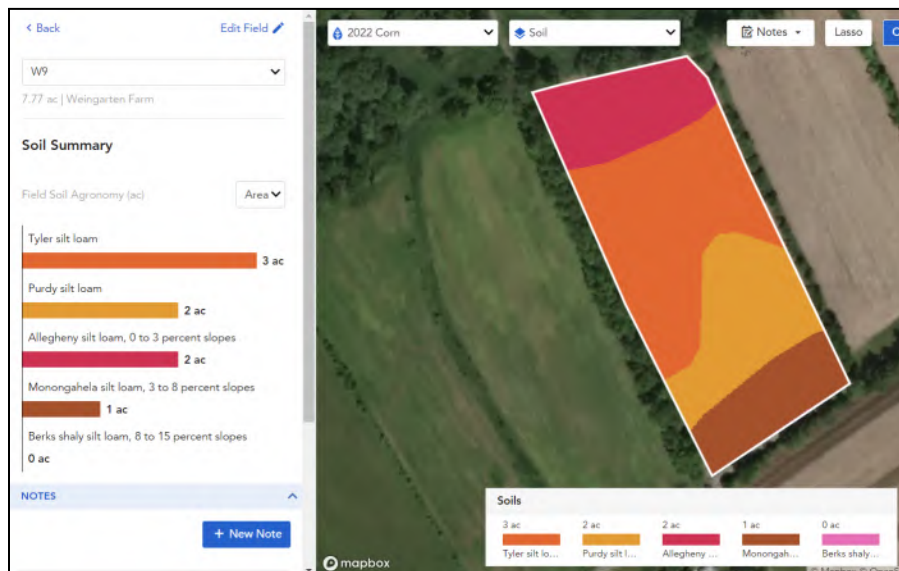 Back
Edit Field
W9
7.77 ac | Weingarten Farm
Soil Summary
Field Soil Agronomy (ac)
Area
Tyler silt loam
3 ac
Purdy silt loam
2 ac
Allegheny silt loam, 0 to 3 percent slopes
2 ac
Monongahela silt loam, 3 to 8 percent slopes
1 ac
Berks shaly silt loam, 8 to 15 percent slopes
0 ac
NOTES
+ New Note
2022 Corn
Soil
Notes
Lasso
Soils
3 ac 2 ac 2 ac 1 ac 0 ac
Tyler silt lo... Purdy silt l... Allegheny ... Monongah... Berks shaly...
mapbox